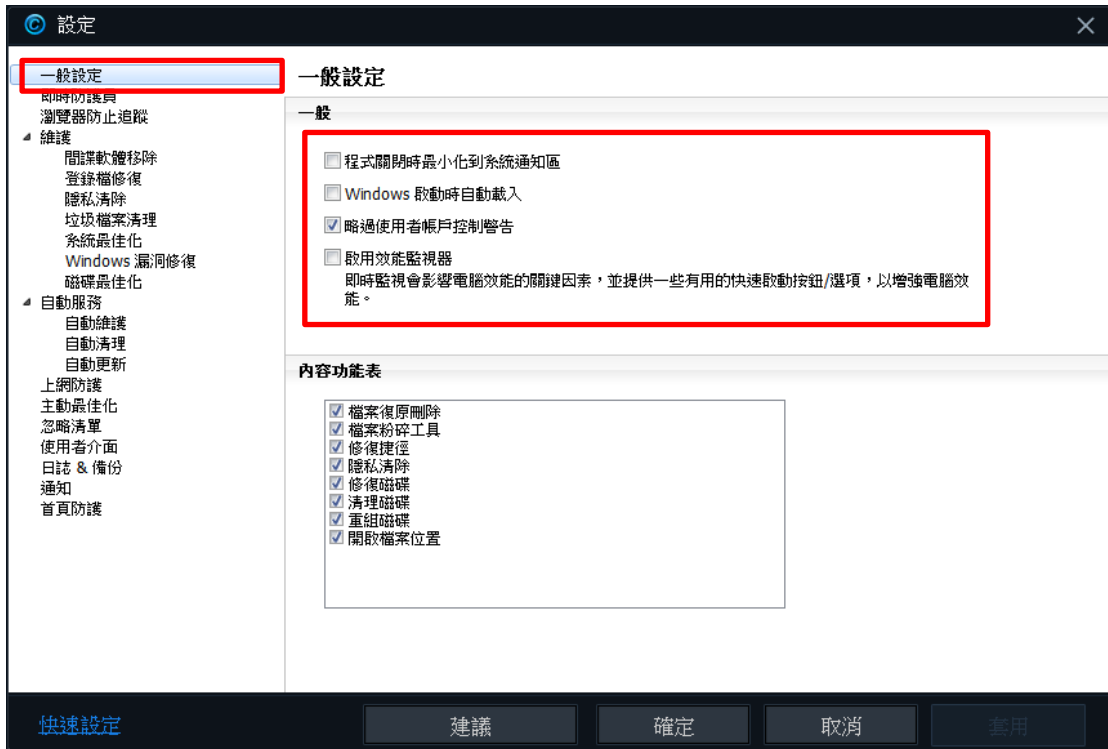 設定
一般設定
即時防護員
瀏覽器防止追蹤
維護
間諜軟體移除
登錄檔修復
隱私清除
垃圾檔案清理
系統最佳化
Windows 漏洞修復
磁碟最佳化
自動服務
自動維護
自動清理
自動更新
上網防護
主動最佳化
忽略清單
使用者介面
日誌 & 備份
通知
首頁防護
一般設定
一般
程式關閉時最小化到系統通知區
Windows 啟動時自動載入
略過使用者帳戶控制警告
啟用效能監視器
即時監視會影響電腦效能的關鍵因素，並提供一些有用的快速啟動按鈕/選項，以增強電腦效
能。
內容功能表
檔案復原刪除
檔案粉碎工具
修復捷徑
隱私清除
修復磁碟
清理磁碟
重組磁碟
開啟檔案位置
快速設定
建議
確定
取消
套用